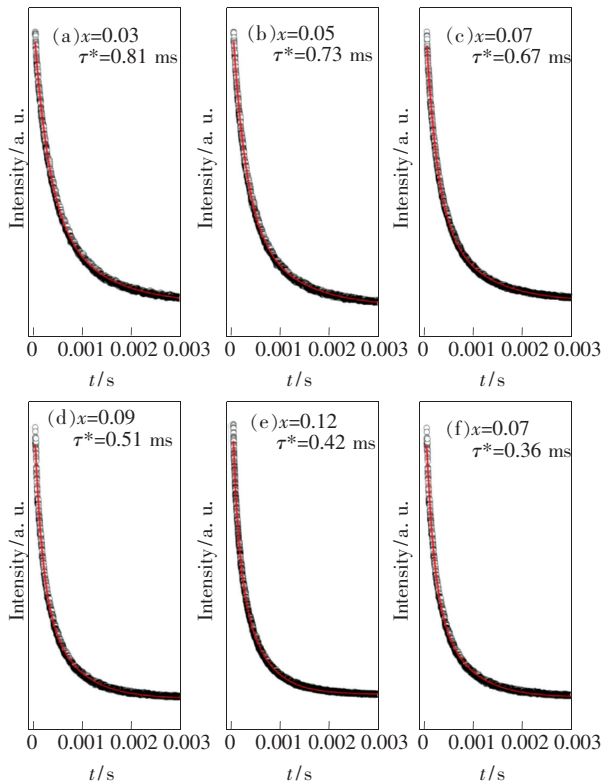 (a)x=0.03
τ*=0.81 ms
Intensity/a. u.
0 0.001 0.002 0.003
t/s
(b)x=0.05
τ*=0.73 ms
Intensity/a. u.
0 0.001 0.002 0.003
t/s
(c)x=0.07
τ*=0.67 ms
Intensity/a. u.
0 0.001 0.002 0.003
t/s
(d)x=0.09
τ*=0.51 ms
Intensity/a. u.
0 0.001 0.002 0.003
t/s
(e)x=0.12
τ*=0.42 ms
Intensity/a. u.
0 0.001 0.002 0.003
t/s
(f)x=0.07
τ*=0.36 ms
Intensity/a. u.
0 0.001 0.002 0.003
t/s